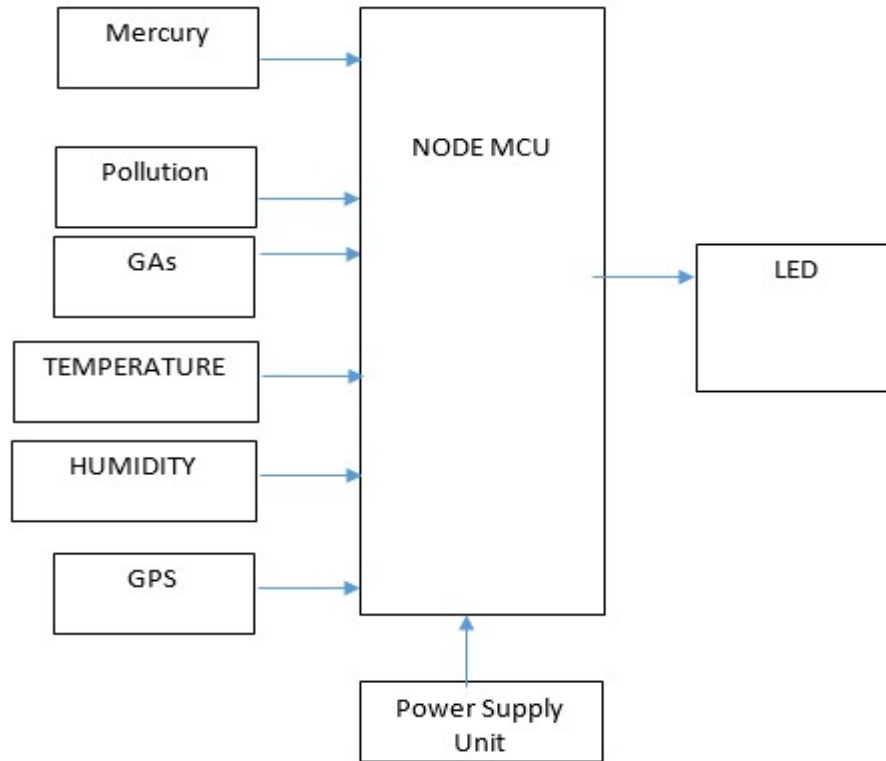 Mercury
NODE MCU
Pollution
GAs
LED
TEMPERATURE
HUMIDITY
GPS
Power Supply
Unit